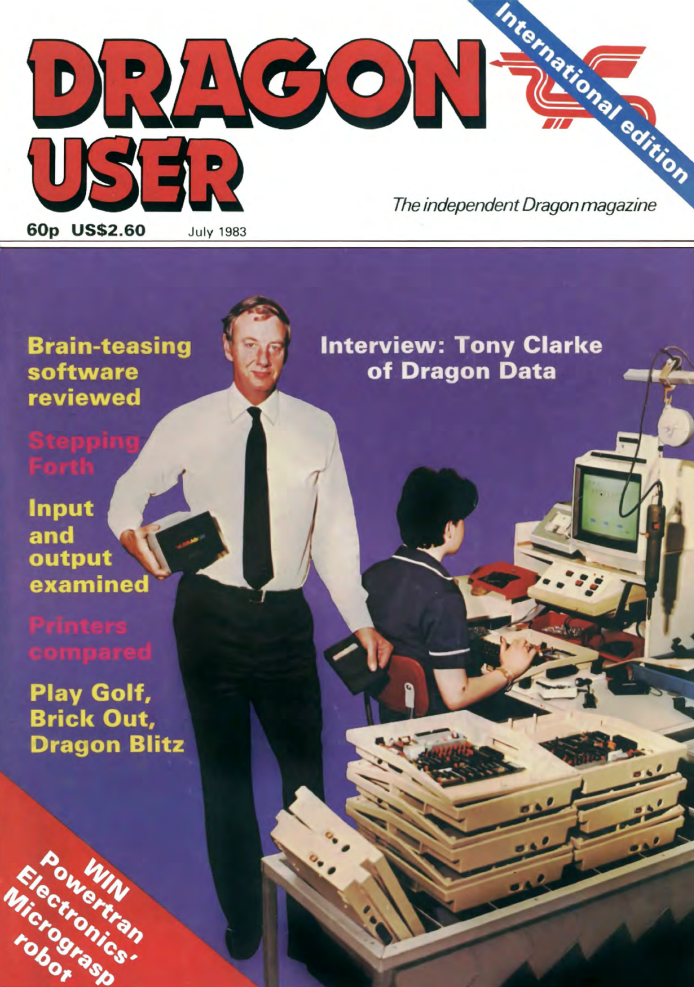 DRAGON
USER
International edition
The independent Dragon magazine
60p US$2.60 July 1983
Brain-teasing
software
reviewed
Interview: Tony Clarke
of Dragon Data
Stepping
Forth
Input
and
output
examined
Printers
compared
Play Golf,
Brick Out,
Dragon Blitz
WIN
Powertran
Electronics'
Micrograsp
robot